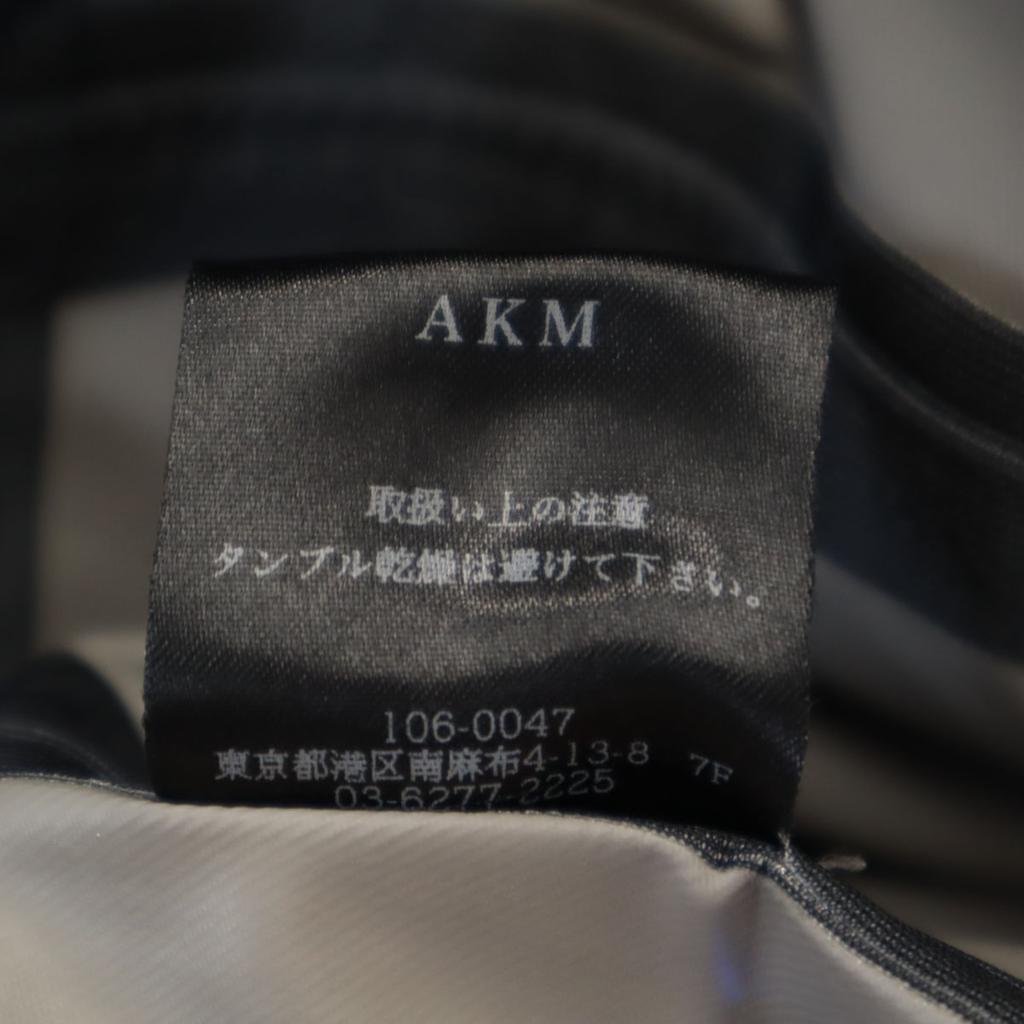 AKM
取扱い上の注意
タンブル乾燥は避けて下さい。
106-0047
東京都港区南麻布4-13-8 7F
03-6277-2225